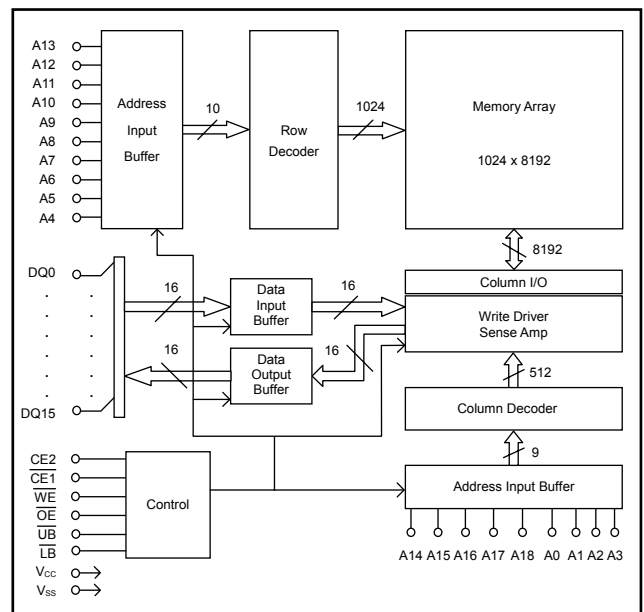 A13
A12
A11
A10
A9
A8
A7
A6
A5
A4
Address
Input
Buffer
10
Row
Decoder
1024
Memory Array
1024 x 8192
8192
Column I/O
Write Driver
Sense Amp
DQ0
DQ15
16
Data
Input
Buffer
16
16
Data
Output
Buffer
16
512
Column Decoder
9
Address Input Buffer
CE2
CE1
WE
OE
UB
LB
VCC
VSS
Control
A14 A15 A16 A17 A18 A0 A1 A2 A3